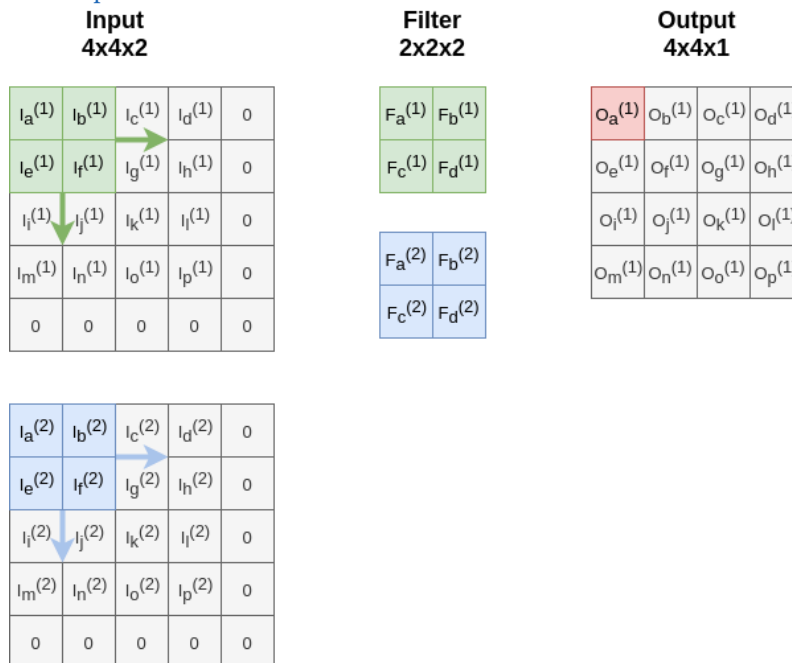 Input
4x4x2
Filter
2x2x2
Output
4x4x1
Ia(1) Ib(1) Ic(1) Id(1) 0
Ie(1) If(1) Ig(1) Ih(1) 0
Ii(1) Ij(1) Ik(1) Il(1) 0
Im(1) In(1) Io(1) Ip(1) 0
0 0 0 0 0
Fa(1) Fb(1)
Fc(1) Fd(1)
Fa(2) Fb(2)
Fc(2) Fd(2)
Oa(1) Ob(1) Oc(1) Od(1)
Oe(1) Of(1) Og(1) Oh(1)
Oi(1) Oj(1) Ok(1) Ol(1)
Om(1) On(1) Oo(1) Op(1)
Ia(2) Ib(2) Ic(2) Id(2) 0
Ie(2) If(2) Ig(2) Ih(2) 0
Ii(2) Ij(2) Ik(2) Il(2) 0
Im(2) In(2) Io(2) Ip(2) 0
0 0 0 0 0